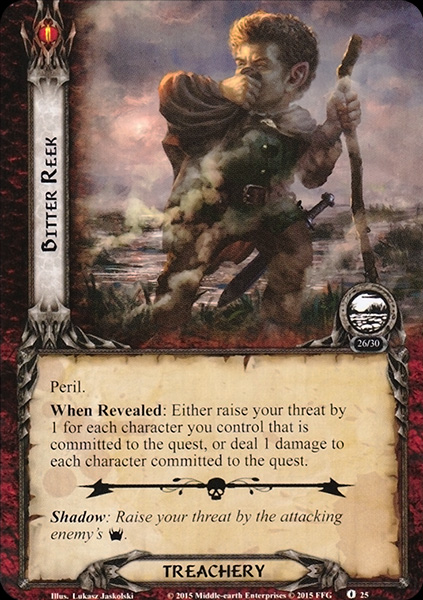 BITTER REEK
26/30
Peril.
When Revealed: Either raise your threat by
1 for each character you control that is
committed to the quest, or deal 1 damage to
each character committed to the quest.
Shadow: Raise your threat by the attacking
enemy's
TREACHERY
Illus. Lukasz Jaskolski © 2015 Middle-earth Enterprises © 2015 FFG 25